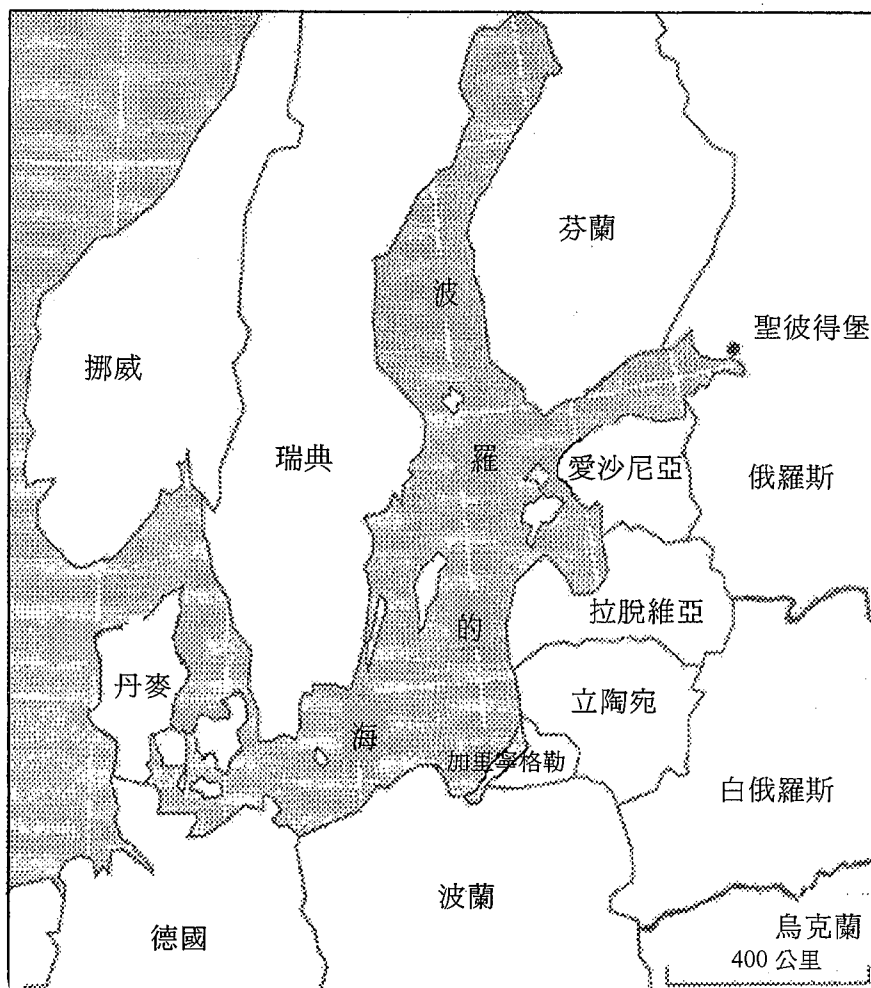 芬蘭
波
聖彼得堡
挪威
瑞典
羅
愛沙尼亞
俄羅斯
的
拉脫維亞
丹麥
立陶宛
海
加里寧格勒
白俄羅斯
波蘭
德國
烏克蘭
400 公里